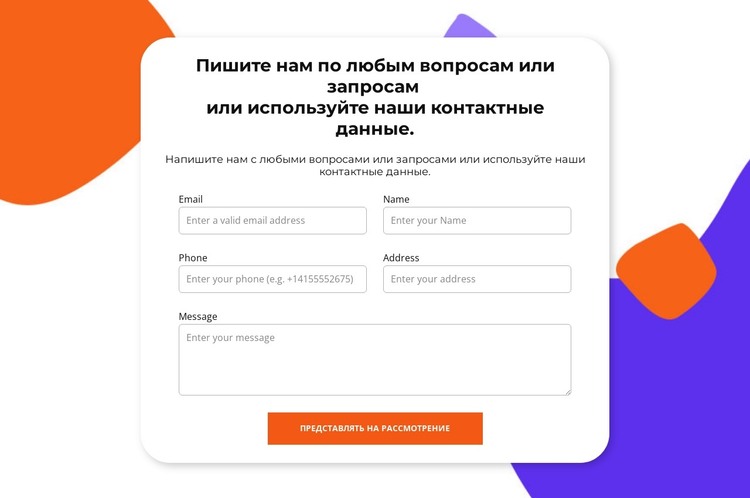 Пишите нам по любым вопросам или
запросам
или используйте наши контактные
данные.
Напишите нам с любыми вопросами или запросами или используйте наши
контактные данные.
Email
Name
Enter a valid email address
Enter your Name
Phone
Address
Enter your phone (e.g. +14155552675)
Enter your address
Message
Enter your message
ПРЕДСТАВЛЯТЬ НА РАССМОТРЕНИЕ